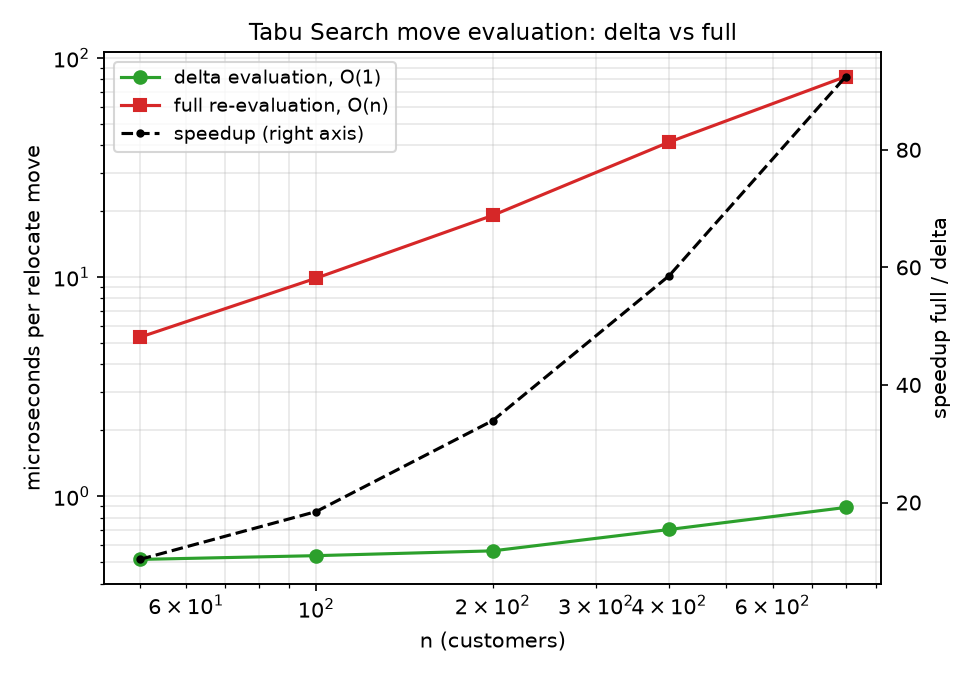 Tabu Search move evaluation: delta vs full
delta evaluation, O(1)
full re-evaluation, O(n)
speedup (right axis)
microseconds per relocate move
10²
10¹
10⁰
80
60
40
20
speedup full / delta
6 × 10¹
10²
2 × 10²
3 × 10²
4 × 10²
6 × 10²
n (customers)